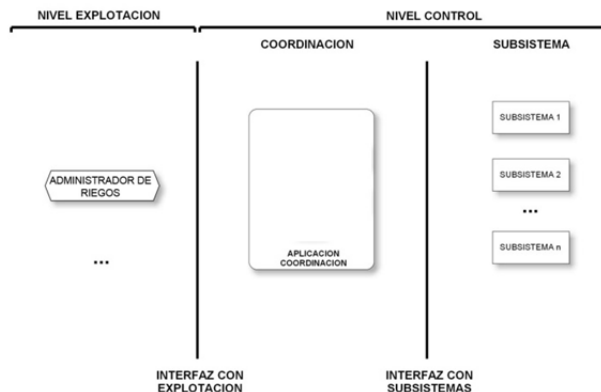 NIVEL EXPLOTACION
NIVEL CONTROL
COORDINACION
SUBSISTEMA
SUBSISTEMA 1
ADMINISTRADOR DE
RIEGOS
SUBSISTEMA 2
...
...
SUBSISTEMA n
APLICACION
COORDINACION
INTERFAZ CON
EXPLOTACION
INTERFAZ CON
SUBSISTEMAS